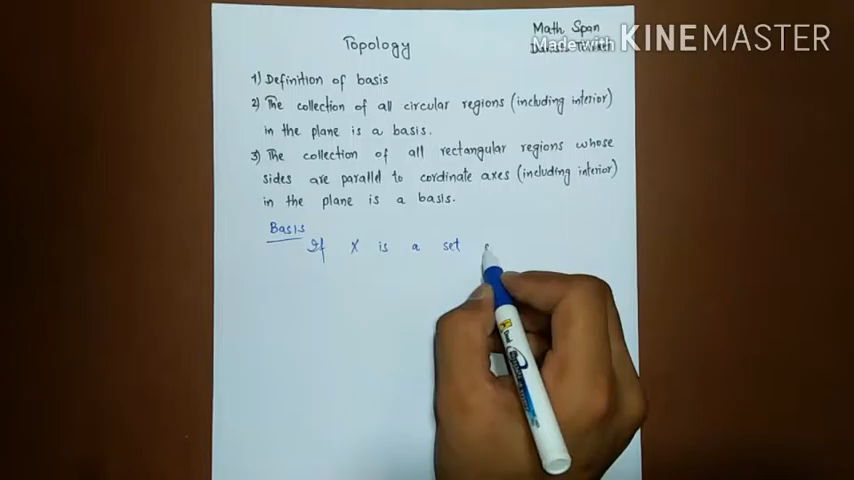 Topology
Math Span
Made with KINEMASTER
1) Definition of basis
2) The collection of all circular regions (including interior)
in the plane is a basis.
3) The collection of all rectangular regions whose
sides are parallel to cordinate axes (including interior)
in the plane is a basis.
Basis
If X is a set